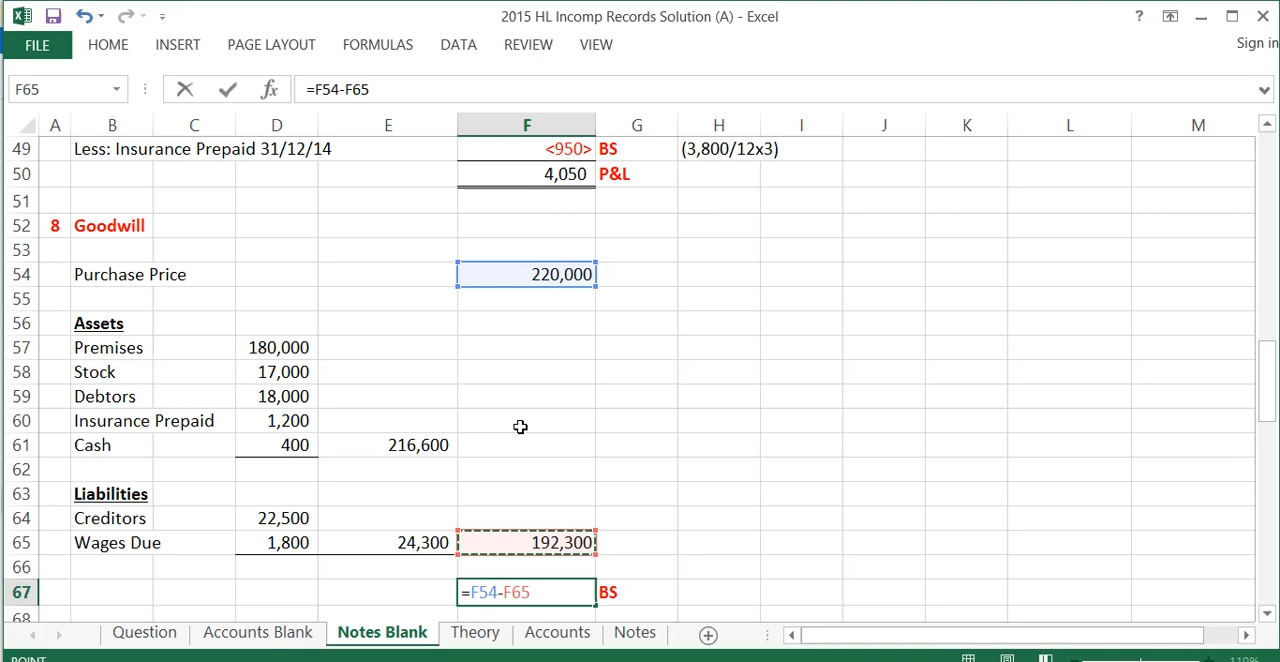 2015 HL Incomp Records Solution (A) - Excel
?
FILE HOME INSERT PAGE LAYOUT FORMULAS DATA REVIEW VIEW Sign in
F65 fx =F54-F65
A B C D E F G H I J K L M
49 Less: Insurance Prepaid 31/12/14 <950> BS (3,800/12x3)
50 4,050 P&L
51
52 8 Goodwill
53
54 Purchase Price 220,000
55
56 Assets
57 Premises 180,000
58 Stock 17,000
59 Debtors 18,000
60 Insurance Prepaid 1,200
61 Cash 400 216,600
62
63 Liabilities
64 Creditors 22,500
65 Wages Due 1,800 24,300 192,300
66
67 =F54-F65 BS
68
Question Accounts Blank Notes Blank Theory Accounts Notes
POINT 110%